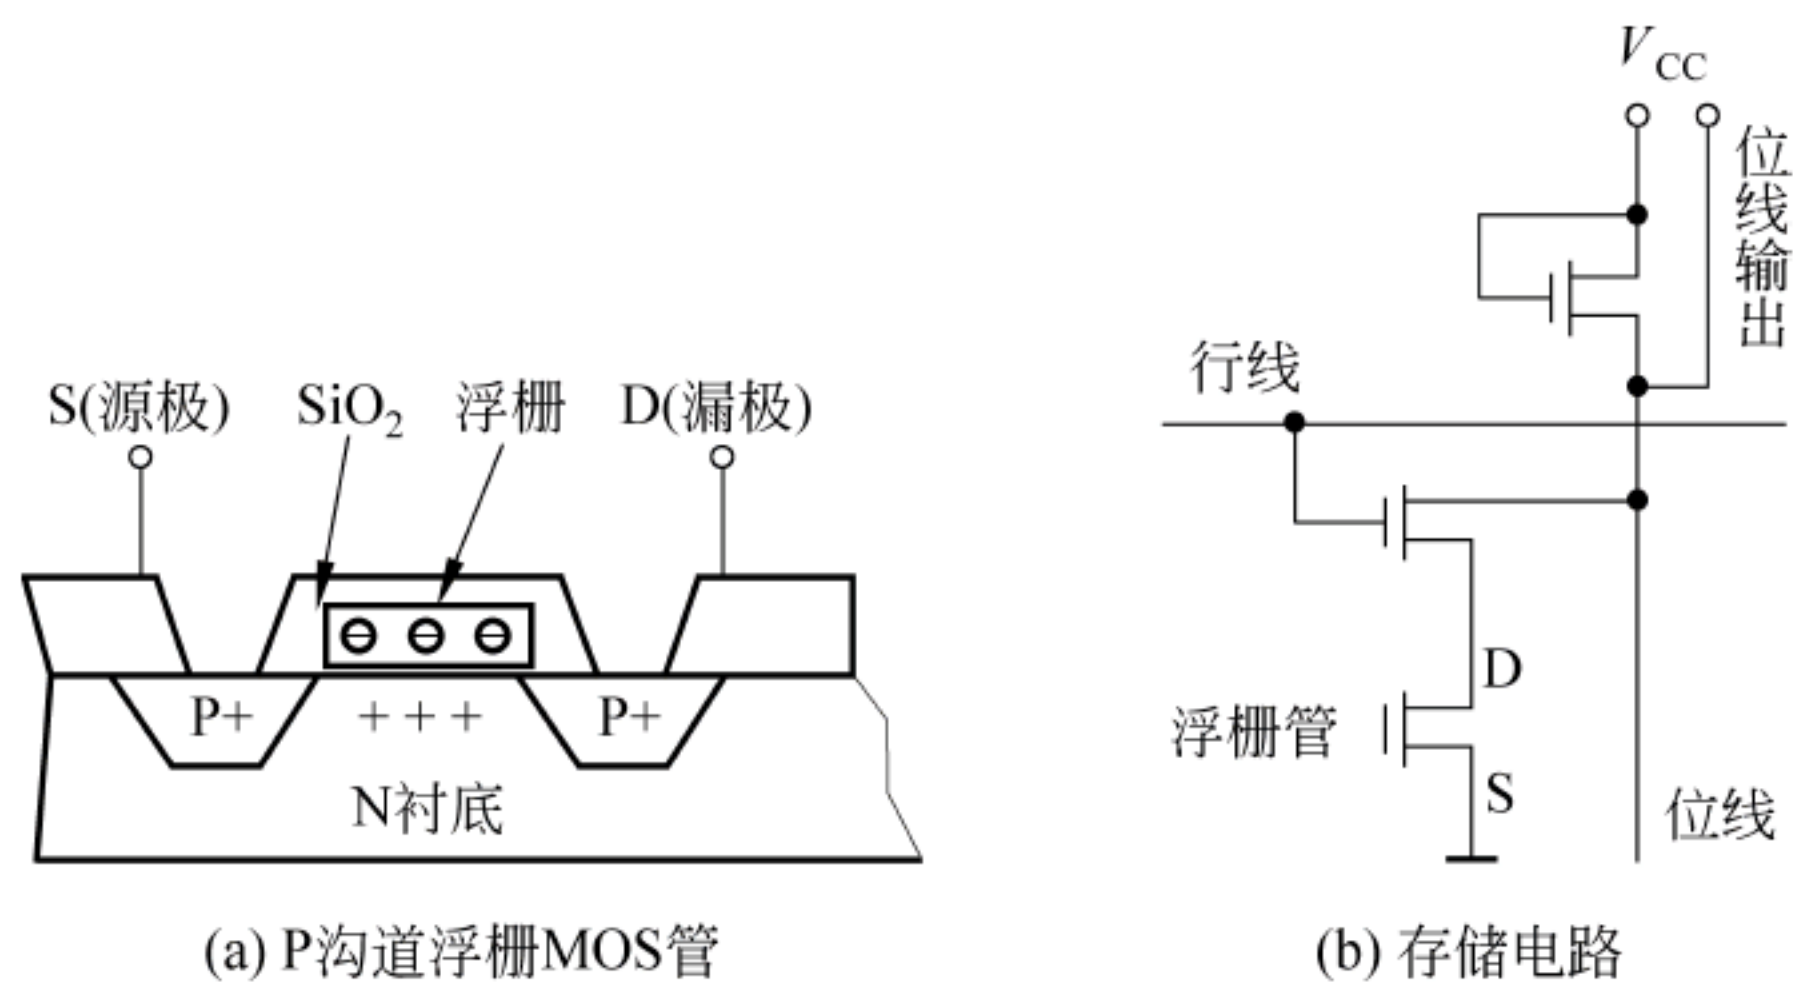 S(源极)
SiO2
浮栅
D(漏极)
P+
+ + +
P+
N衬底
(a) P沟道浮栅MOS管
VCC
位线输出
行线
D
浮栅管
S
位线
(b) 存储电路